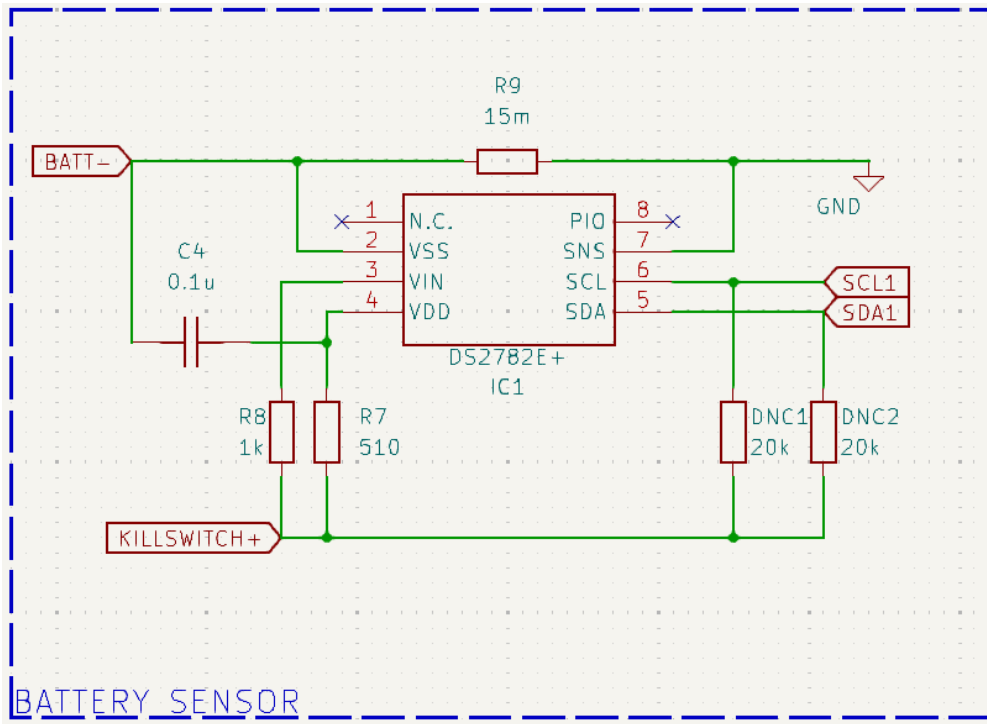 R9
15m
BATT-
GND
1 N.C. PIO 8
2 VSS SNS 7
3 VIN SCL 6
4 VDD SDA 5
C4
0.1u
SCL1
SDA1
DS2782E+
IC1
R8
1k
R7
510
DNC1
20k
DNC2
20k
KILLSWITCH+
BATTERY SENSOR